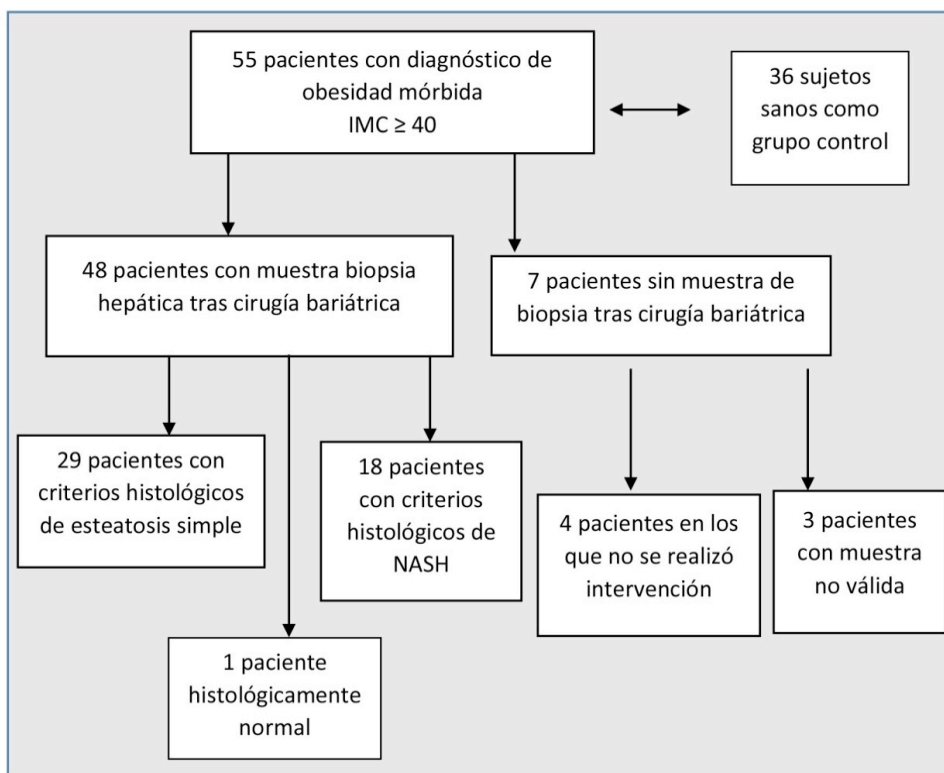 55 pacientes con diagnóstico de
obesidad mórbida
IMC ≥ 40
36 sujetos
sanos como
grupo control
48 pacientes con muestra biopsia
hepática tras cirugía bariátrica
7 pacientes sin muestra de
biopsia tras cirugía bariátrica
29 pacientes con
criterios histológicos
de esteatosis simple
18 pacientes
con criterios
histológicos de
NASH
4 pacientes en los
que no se realizó
intervención
3 pacientes
con muestra
no válida
1 paciente
histológicamente
normal